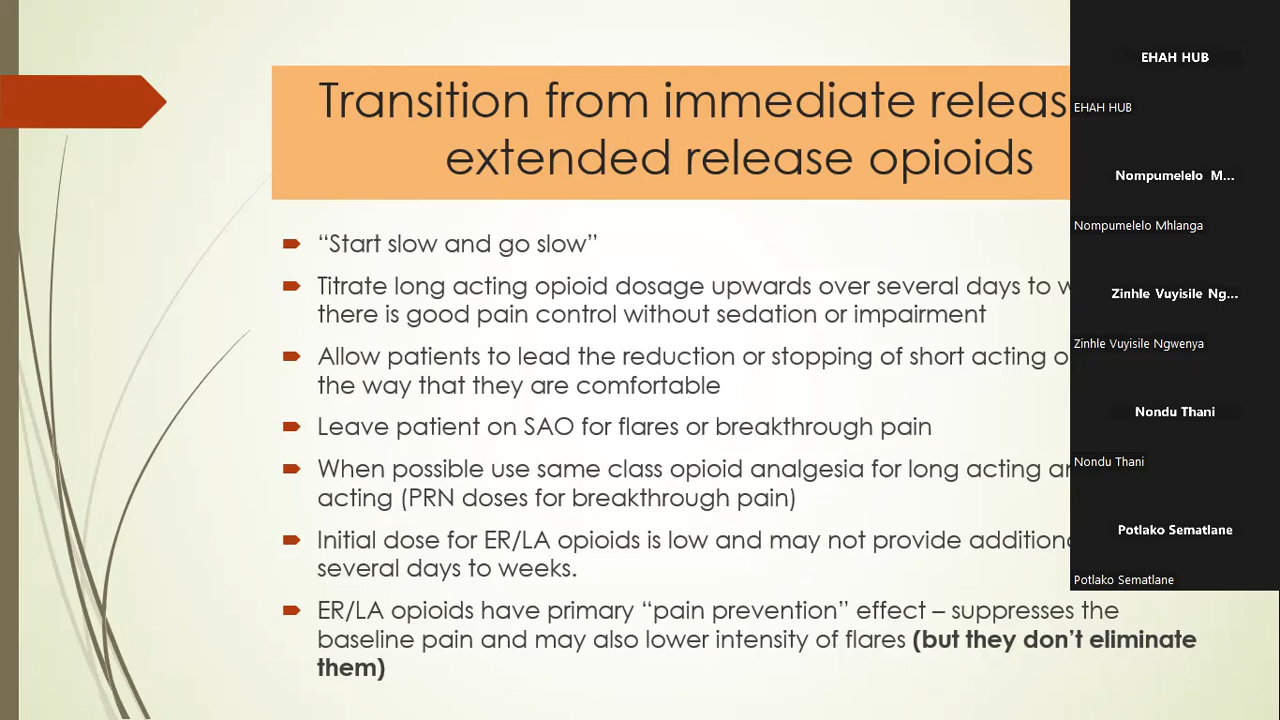 Transition from immediate releas
extended release opioids
“Start slow and go slow”
Titrate long acting opioid dosage upwards over several days to w
there is good pain control without sedation or impairment
Allow patients to lead the reduction or stopping of short acting o
the way that they are comfortable
Leave patient on SAO for flares or breakthrough pain
When possible use same class opioid analgesia for long acting ar
acting (PRN doses for breakthrough pain)
Initial dose for ER/LA opioids is low and may not provide additiona
several days to weeks.
ER/LA opioids have primary “pain prevention” effect – suppresses the
baseline pain and may also lower intensity of flares (but they don’t eliminate
them)
EHAH HUB
EHAH HUB
Nompumelelo M...
Nompumelelo Mhlanga
Zinhle Vuyisile Ng...
Zinhle Vuyisile Ngwenya
Nondu Thani
Nondu Thani
Potlako Sematlane
Potlako Sematlane